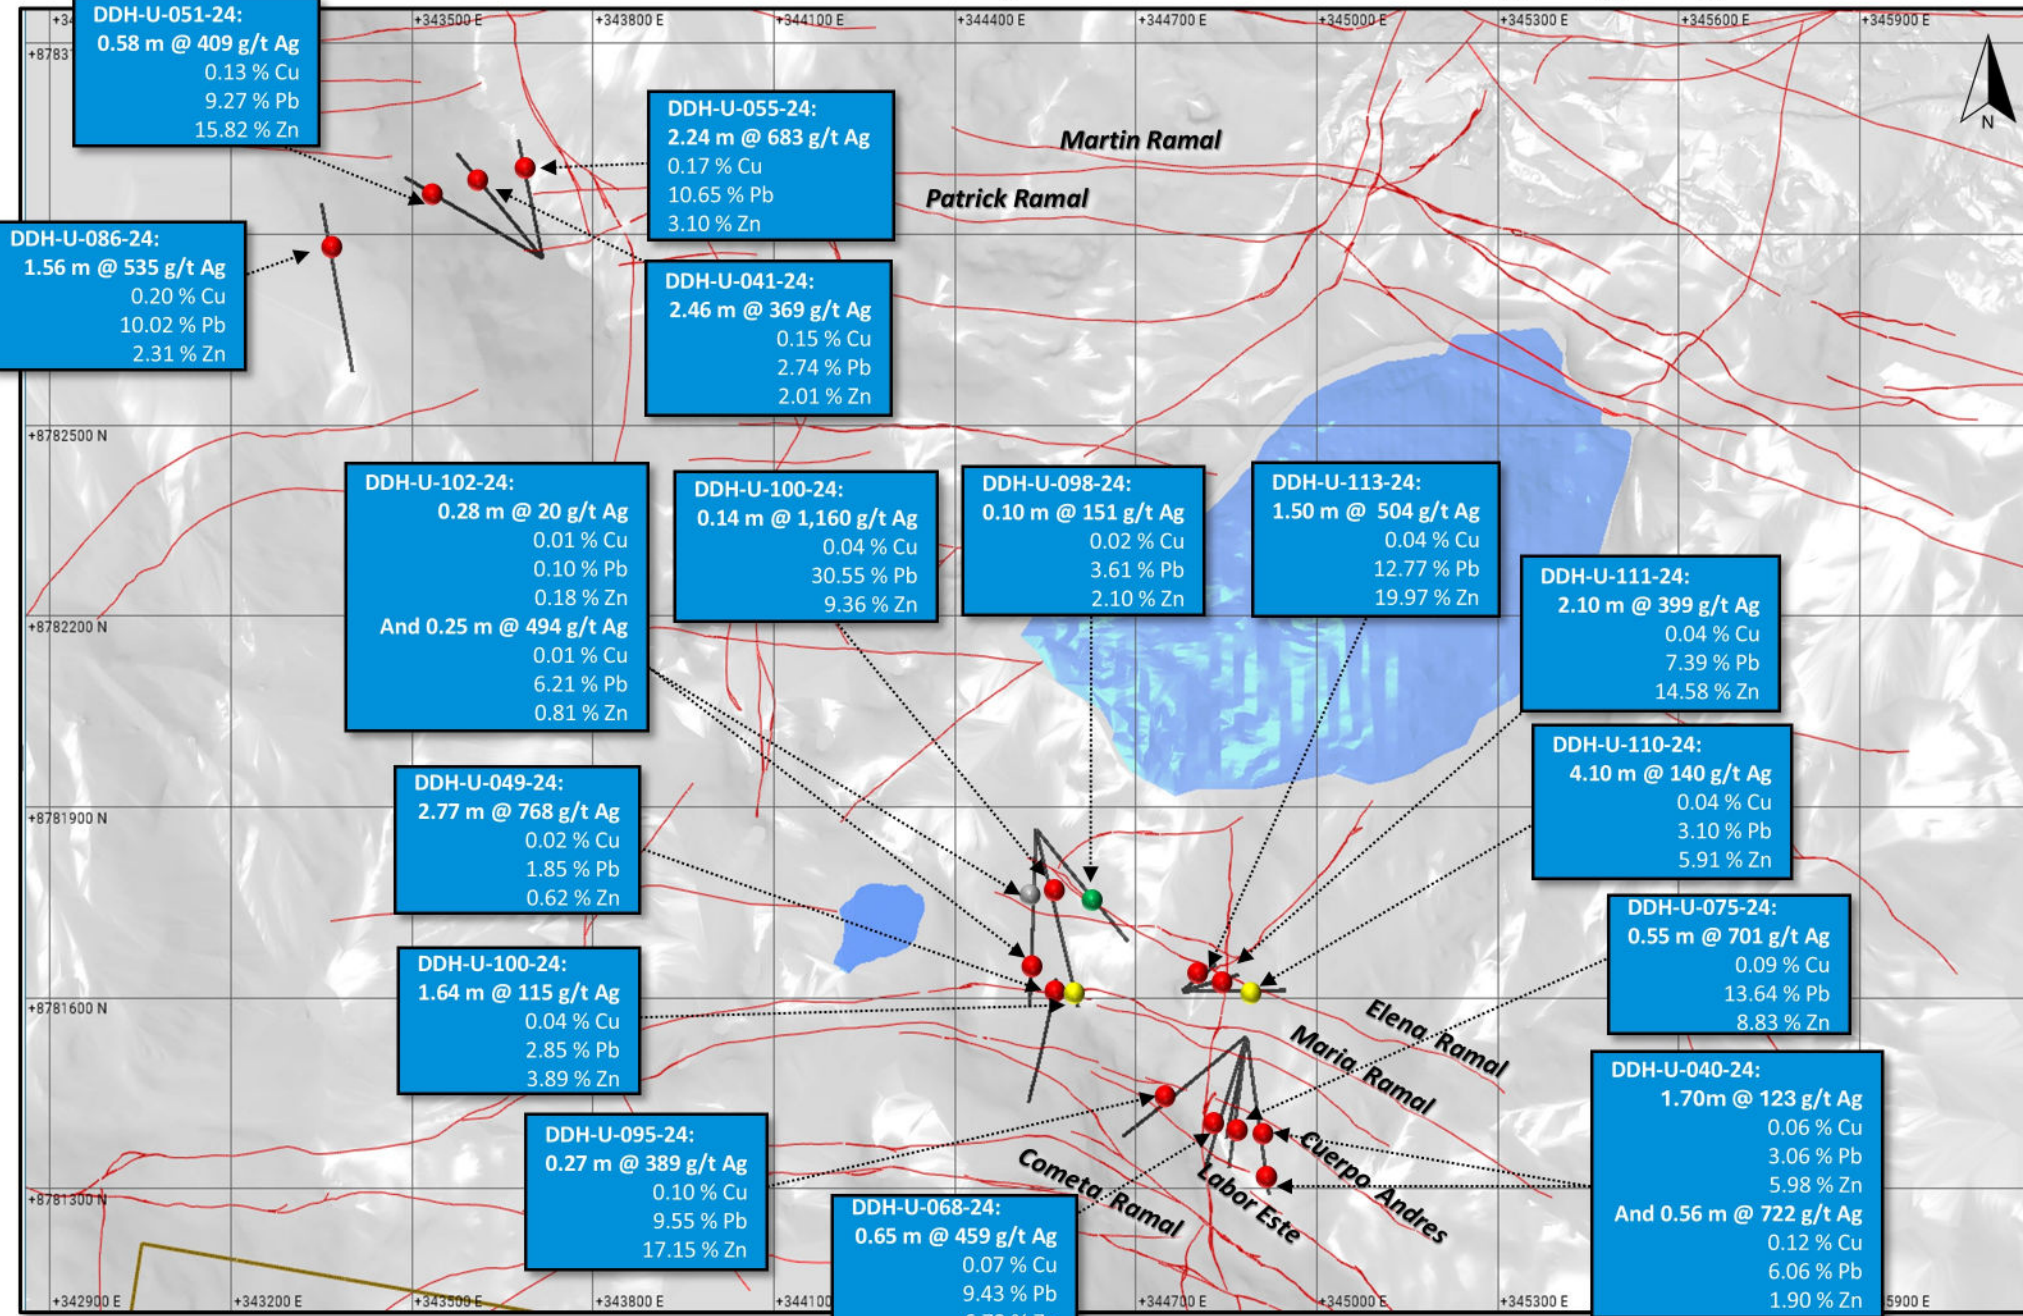 +343500 E
+343800 E
+344100 E
+344400 E
+344700 E
+345000 E
+345300 E
+345600 E
+345900 E
DDH-U-051-24:
0.58 m @ 409 g/t Ag
0.13 % Cu
9.27 % Pb
15.82 % Zn
DDH-U-055-24:
2.24 m @ 683 g/t Ag
0.17 % Cu
10.65 % Pb
3.10 % Zn
Martin Ramal
Patrick Ramal
N
DDH-U-086-24:
1.56 m @ 535 g/t Ag
0.20 % Cu
10.02 % Pb
2.31 % Zn
DDH-U-041-24:
2.46 m @ 369 g/t Ag
0.15 % Cu
2.74 % Pb
2.01 % Zn
+8782500 N
DDH-U-102-24:
0.28 m @ 20 g/t Ag
0.01 % Cu
0.10 % Pb
0.18 % Zn
And 0.25 m @ 494 g/t Ag
0.01 % Cu
6.21 % Pb
0.81 % Zn
DDH-U-100-24:
0.14 m @ 1,160 g/t Ag
0.04 % Cu
30.55 % Pb
9.36 % Zn
DDH-U-098-24:
0.10 m @ 151 g/t Ag
0.02 % Cu
3.61 % Pb
2.10 % Zn
DDH-U-113-24:
1.50 m @ 504 g/t Ag
0.04 % Cu
12.77 % Pb
19.97 % Zn
DDH-U-111-24:
2.10 m @ 399 g/t Ag
0.04 % Cu
7.39 % Pb
14.58 % Zn
+8782200 N
DDH-U-110-24:
4.10 m @ 140 g/t Ag
0.04 % Cu
3.10 % Pb
5.91 % Zn
DDH-U-049-24:
2.77 m @ 768 g/t Ag
0.02 % Cu
1.85 % Pb
0.62 % Zn
+8781900 N
DDH-U-075-24:
0.55 m @ 701 g/t Ag
0.09 % Cu
13.64 % Pb
8.83 % Zn
DDH-U-100-24:
1.64 m @ 115 g/t Ag
0.04 % Cu
2.85 % Pb
3.89 % Zn
+8781600 N
Elena Ramal
Maria Ramal
DDH-U-040-24:
1.70m @ 123 g/t Ag
0.06 % Cu
3.06 % Pb
5.98 % Zn
And 0.56 m @ 722 g/t Ag
0.12 % Cu
6.06 % Pb
1.90 % Zn
DDH-U-095-24:
0.27 m @ 389 g/t Ag
0.10 % Cu
9.55 % Pb
17.15 % Zn
Cometa Ramal
Labor Este
Cuerpo Andres
+8781300 N
DDH-U-068-24:
0.65 m @ 459 g/t Ag
0.07 % Cu
9.43 % Pb
+342900 E
+343200 E
+343500 E
+343800 E
+344100
+344700 E
+345000 E
+345300 E
5900 E